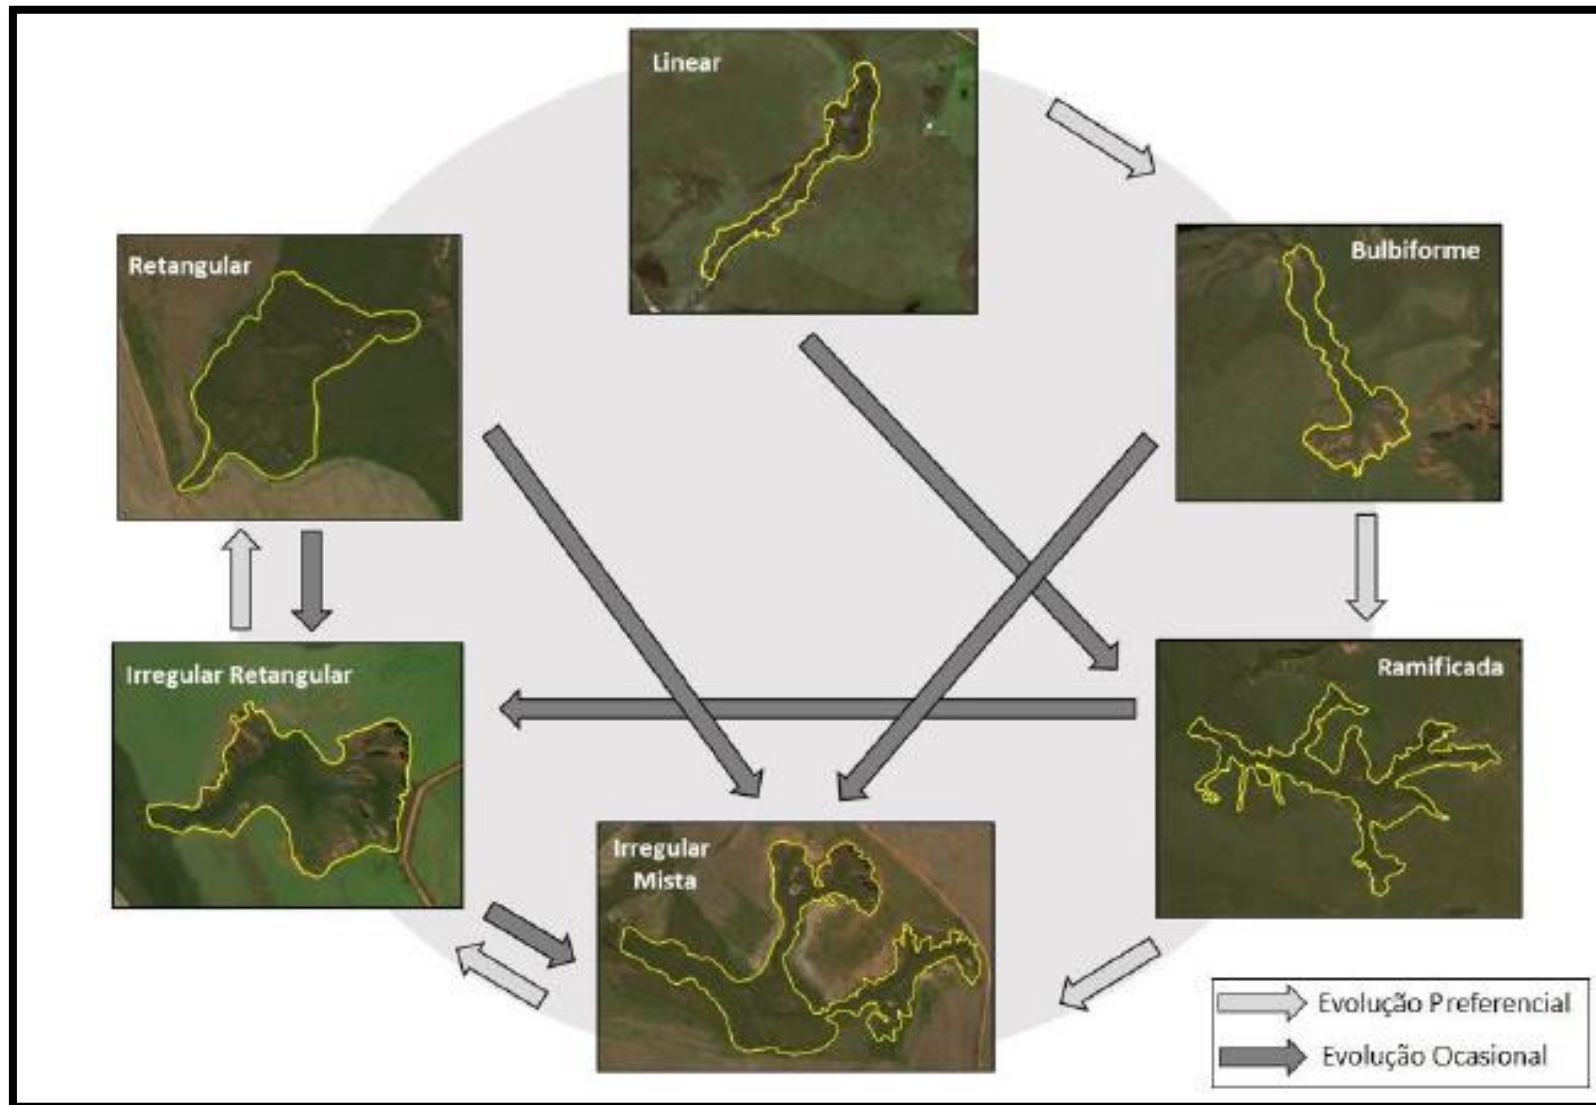 Linear
Retangular
Bulbiforme
Irregular Retangular
Ramificada
Irregular
Mista
Evolução Preferencial
Evolução Ocasional